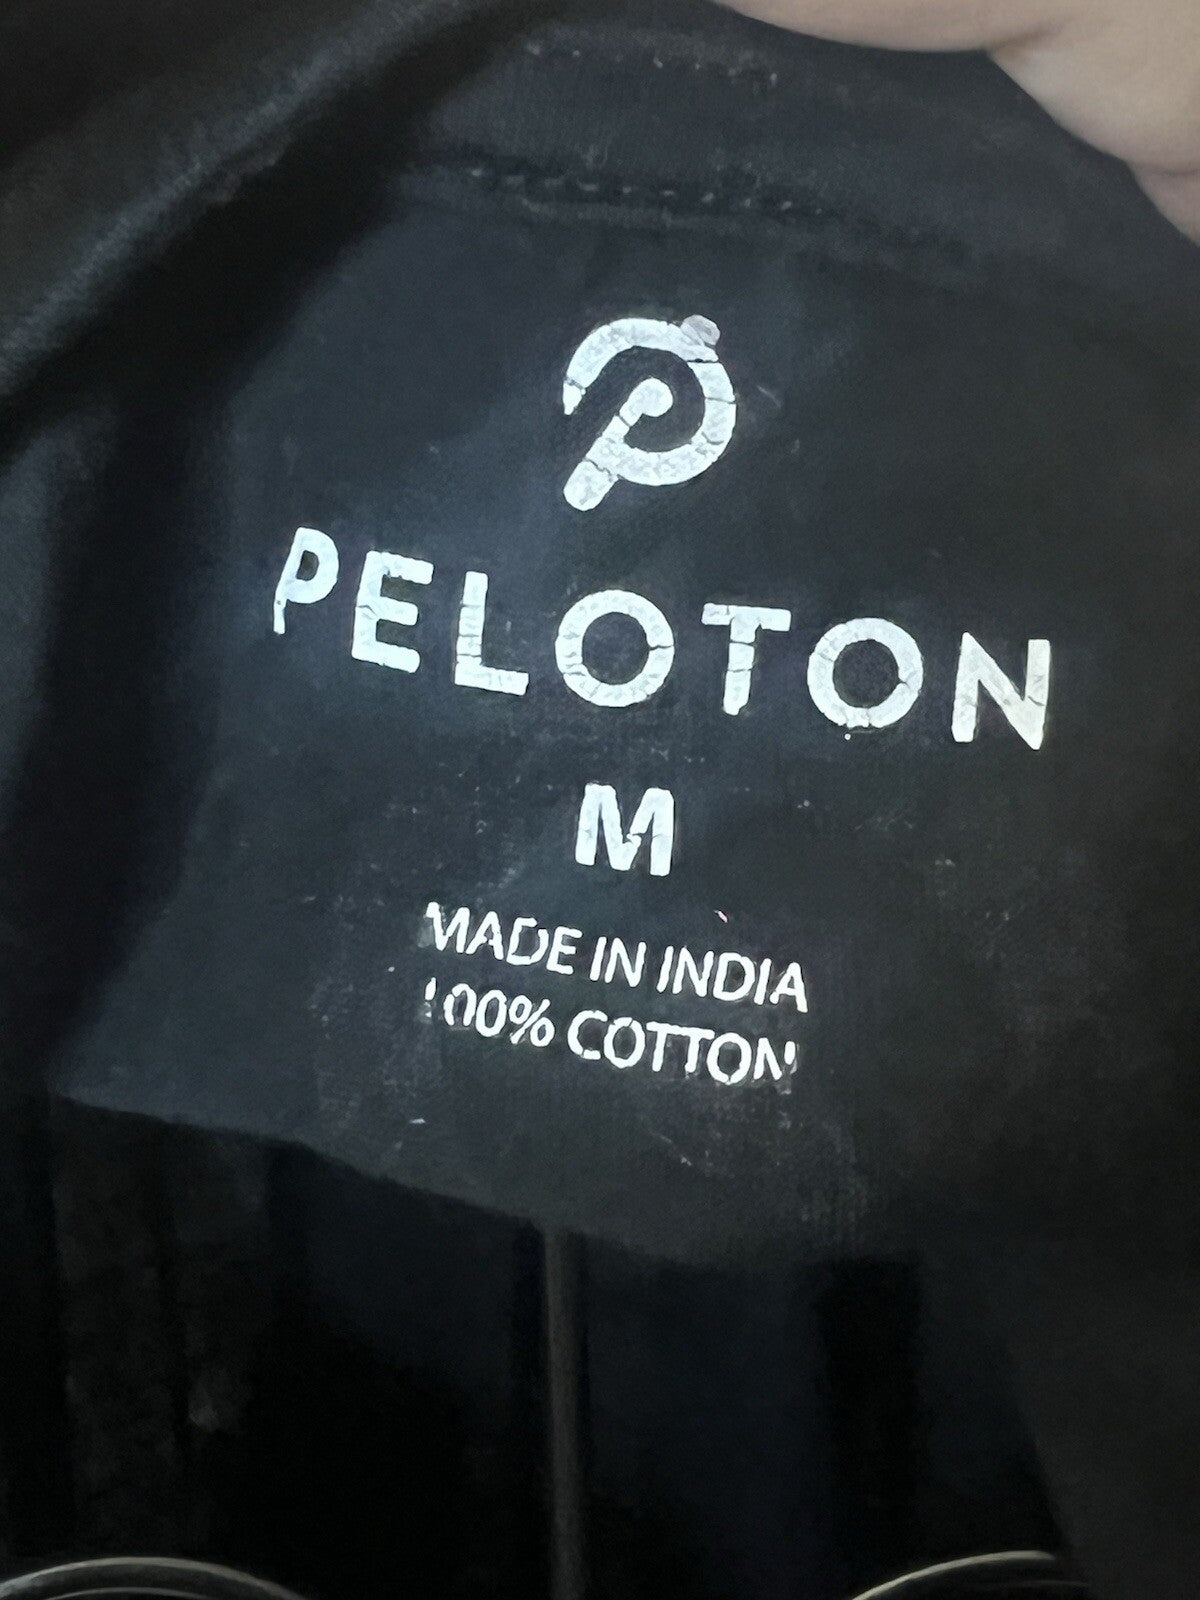 PELOTON
M
MADE IN INDIA
100% COTTON